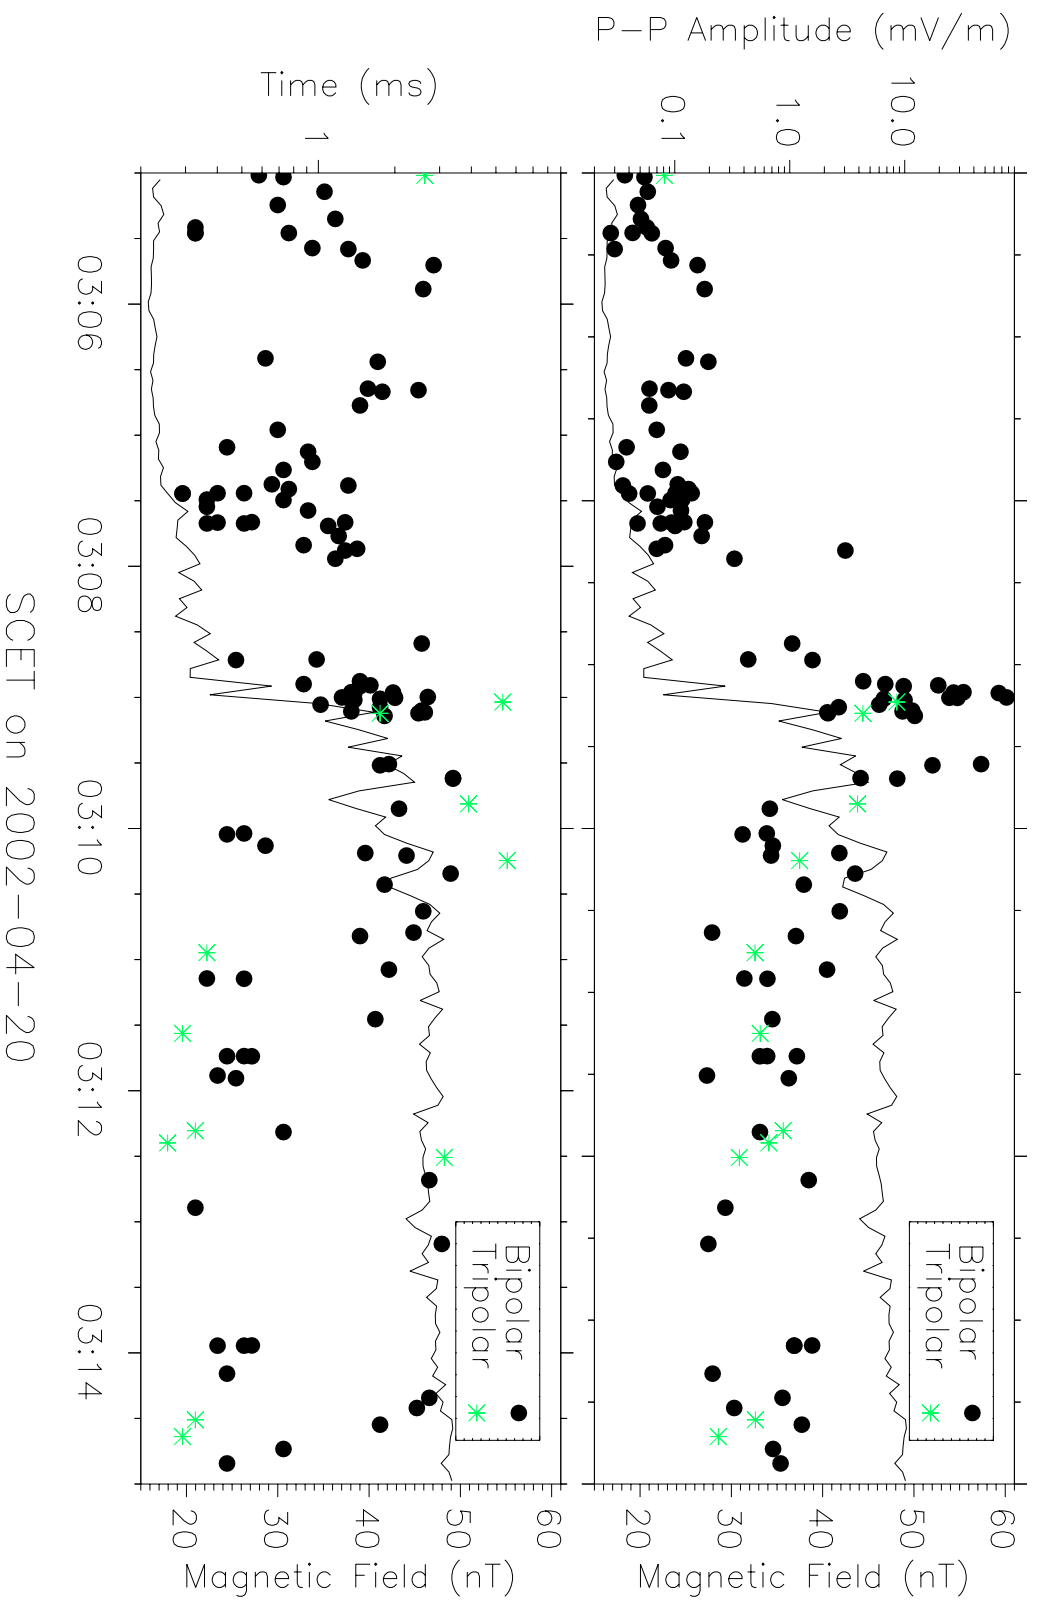 P-P Amplitude (mV/m)
0.1
1.0
10.0
Bipolar
Tripolar
20
30
40
50
60
Magnetic Field (nT)
Time (ms)
1
Bipolar
Tripolar
20
30
40
50
60
Magnetic Field (nT)
03:06
03:08
03:10
03:12
03:14
SCET on 2002-04-20